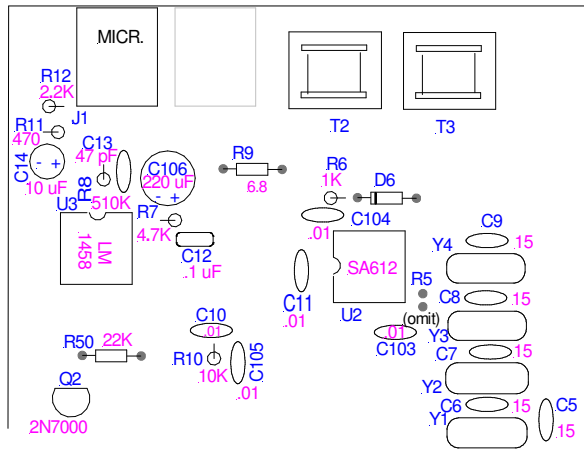 MICR.
R12
2.2K
J1
R11
470
C13
47 pF
C14
- +
10 uF
R8
510K
C106
- +
220 uF
R9
6.8
R7
4.7K
U3
LM
1458
C12
.1 uF
T2
T3
R6
1K
D6
C104
.01
SA612
U2
C11
.01
R5
(omit)
.01
C103
C9
.15
Y4
C8
.15
Y3
C7
.15
Y2
C6
.15
Y1
C5
.15
R50
22K
C10
.01
R10
10K
C105
.01
Q2
2N7000